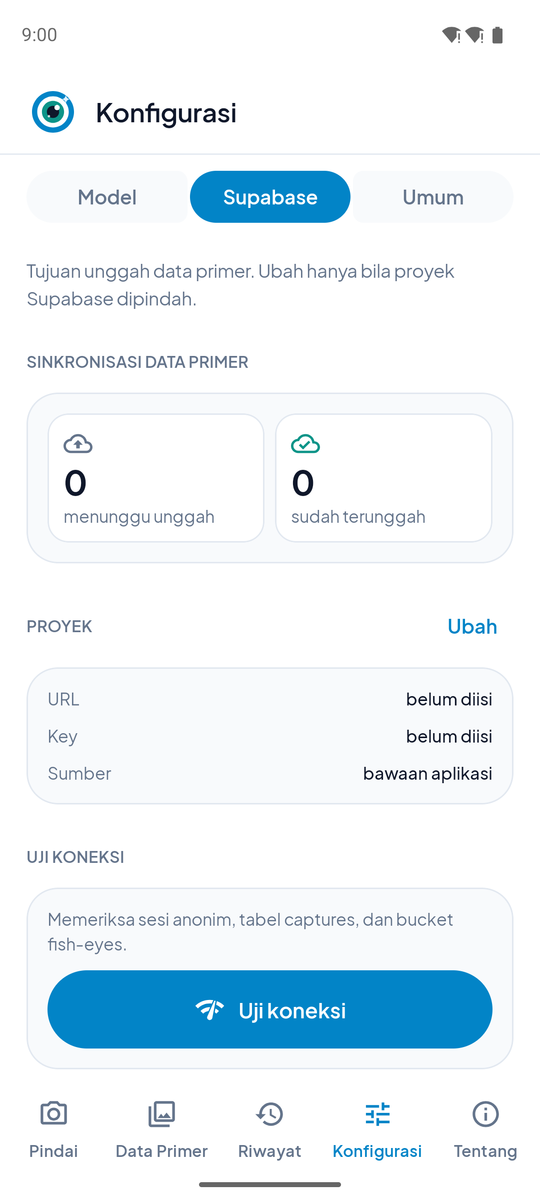 9:00
Konfigurasi
Model
Supabase
Umum
Tujuan unggah data primer. Ubah hanya bila proyek
Supabase dipindah.
SINKRONISASI DATA PRIMER
0
menunggu unggah
0
sudah terunggah
PROYEK
Ubah
URL
belum diisi
Key
belum diisi
Sumber
bawaan aplikasi
UJI KONEKSI
Memeriksa sesi anonim, tabel captures, dan bucket
fish-eyes.
Uji koneksi
Pindai
Data Primer
Riwayat
Konfigurasi
Tentang